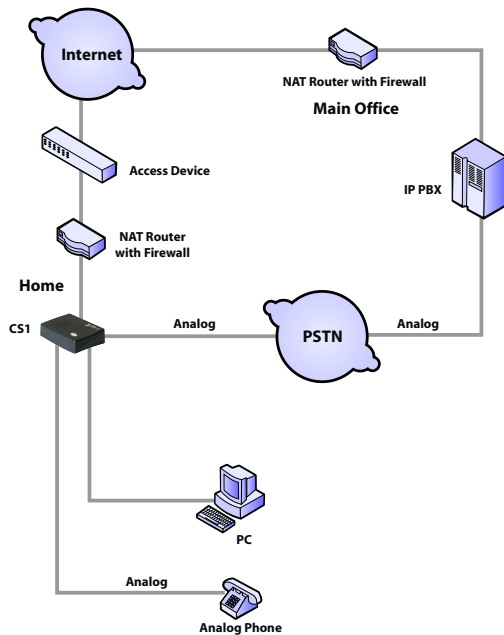 Internet
NAT Router with Firewall
Main Office
Access Device
IP PBX
NAT Router
with Firewall
Home
CS1
Analog
PSTN
Analog
PC
Analog
Analog Phone